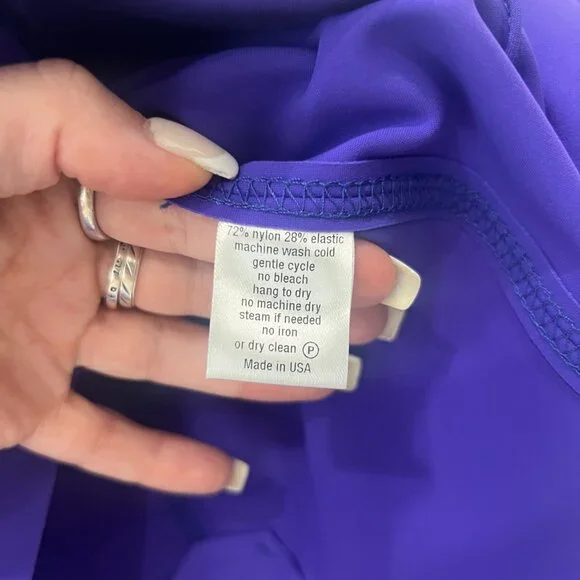 72% nylon 28% elastic
machine wash cold
gentle cycle
no bleach
hang to dry
no machine dry
steam if needed
no iron
or dry clean Ⓟ
Made in USA